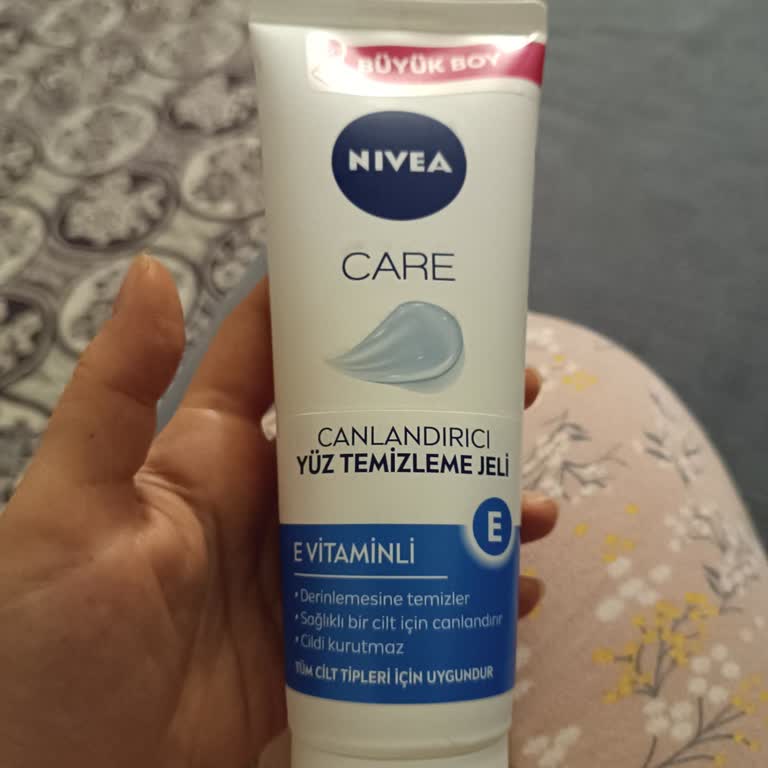 BÜYÜK BOY
NIVEA
CARE
CANLANDIRICI
YÜZ TEMİZLEME JELİ
E
E VİTAMİNLİ
• Derinlemesine temizler
• Sağlıklı bir cilt için canlandırır
• Cildi kurutmaz
TÜM CİLT TİPLERİ İÇİN UYGUNDUR